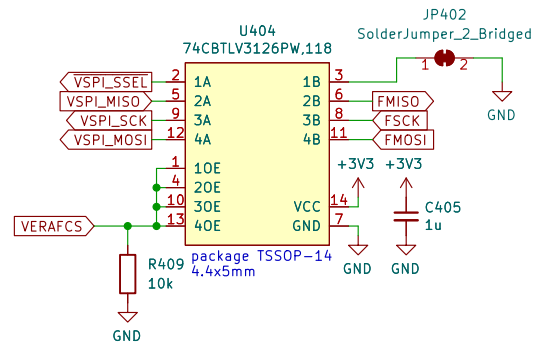 JP402
SolderJumper_2_Bridged
1 2
GND
U404
74CBTLV3126PW,118
VSPI_SSEL 2 1A 1B 3
VSPI_MISO 5 2A 2B 6 FMISO
VSPI_SCK 9 3A 3B 8 FSCK
VSPI_MOSI 12 4A 4B 11 FMOSI
1 1OE
4 2OE
10 3OE VCC 14
VERAFCS 13 4OE GND 7
+3V3 +3V3
C405
1u
GND GND
package TSSOP-14
4.4x5mm
R409
10k
GND